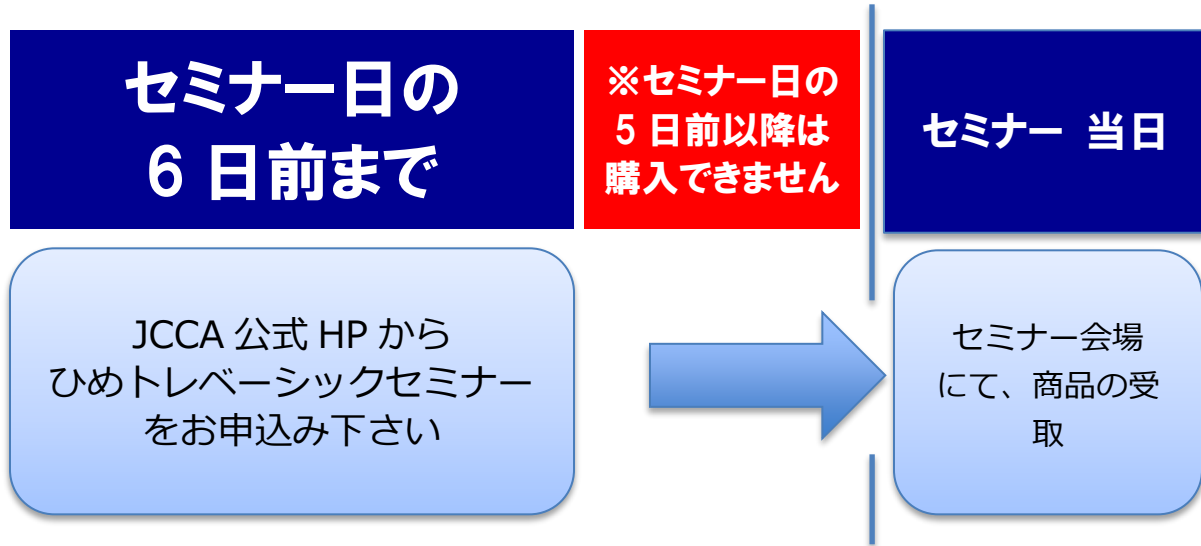 セミナー日の
6 日前まで
※セミナー日の
5 日前以降は
購入できません
セミナー 当日
JCCA 公式 HP から
ひめトレベーシックセミナー
をお申込み下さい
セミナー会場
にて、商品の受
取